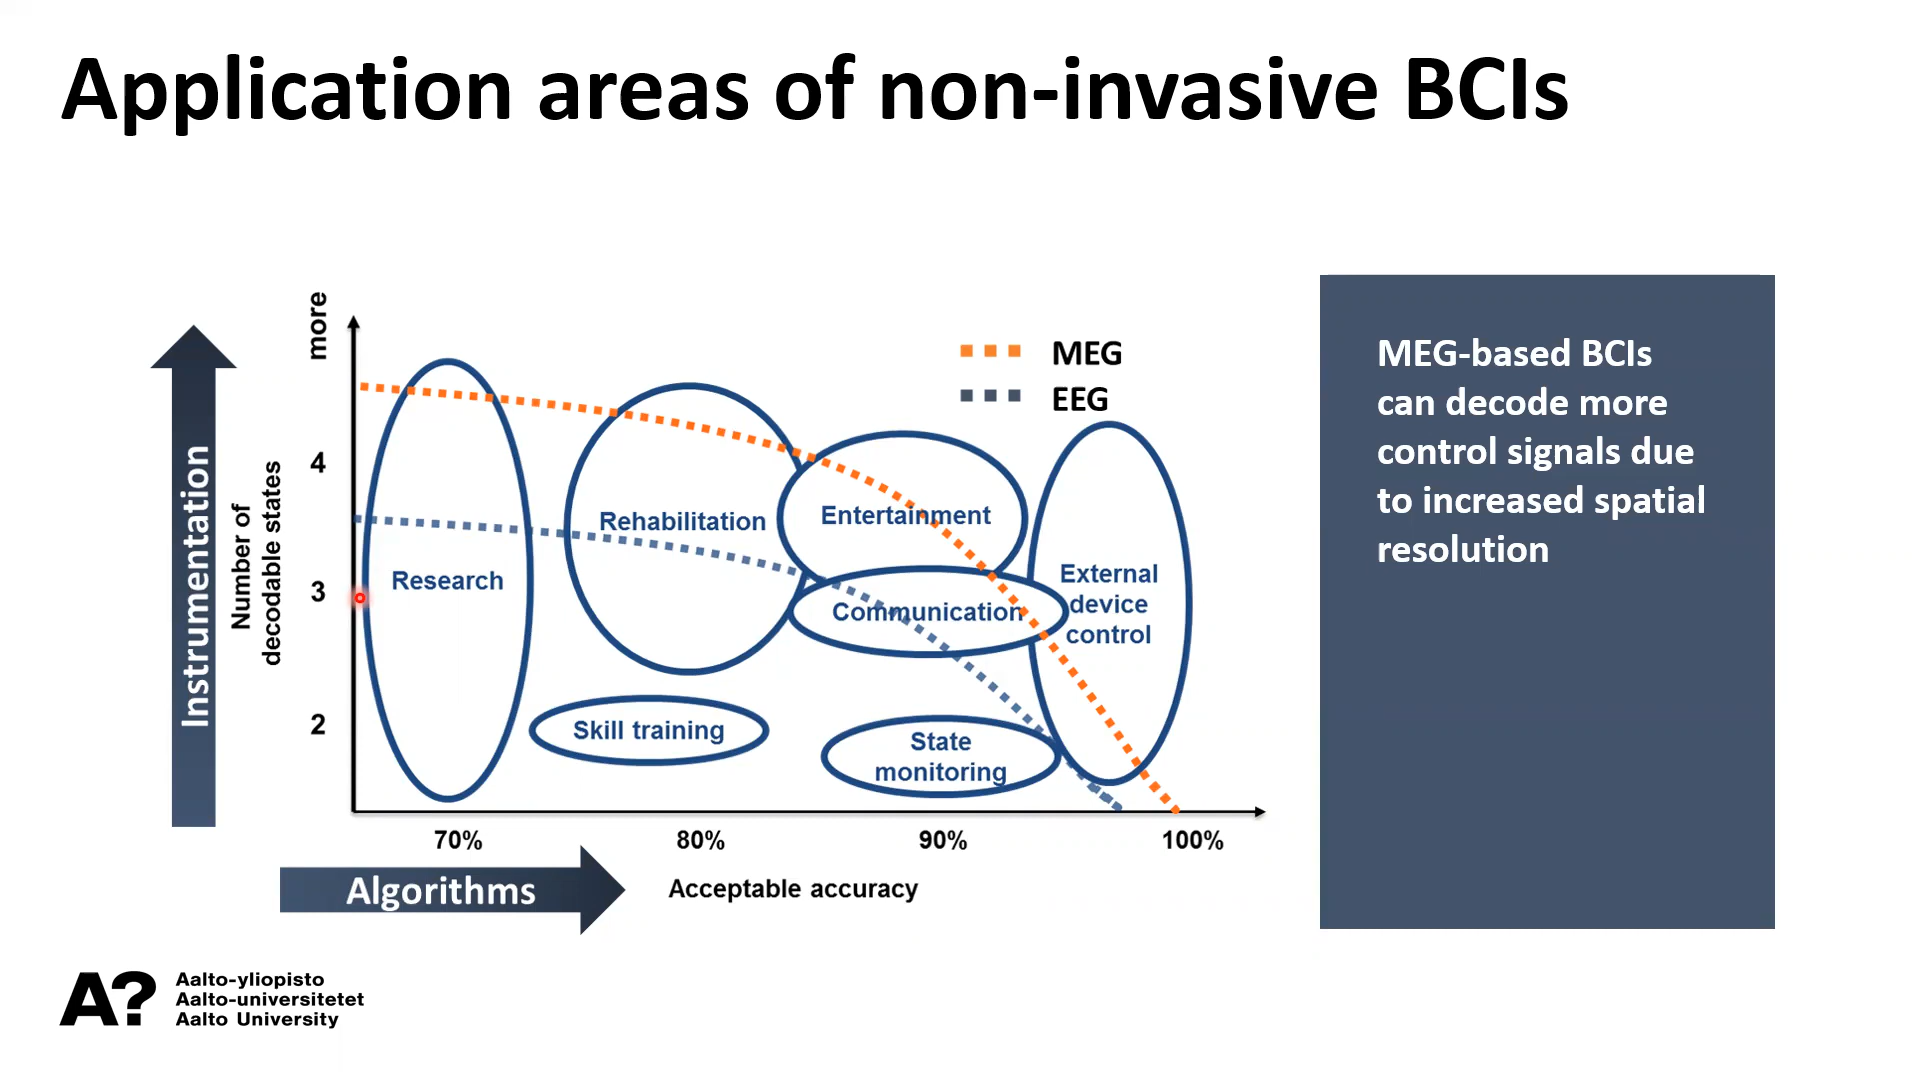 Application areas of non-invasive BCIs
Instrumentation
Number of
decodable states
more
4
3
2
MEG
EEG
Research
Rehabilitation
Entertainment
Communication
External
device
control
Skill training
State
monitoring
70%
80%
90%
100%
Algorithms
Acceptable accuracy
MEG-based BCIs
can decode more
control signals due
to increased spatial
resolution
A?
Aalto-yliopisto
Aalto-universitetet
Aalto University